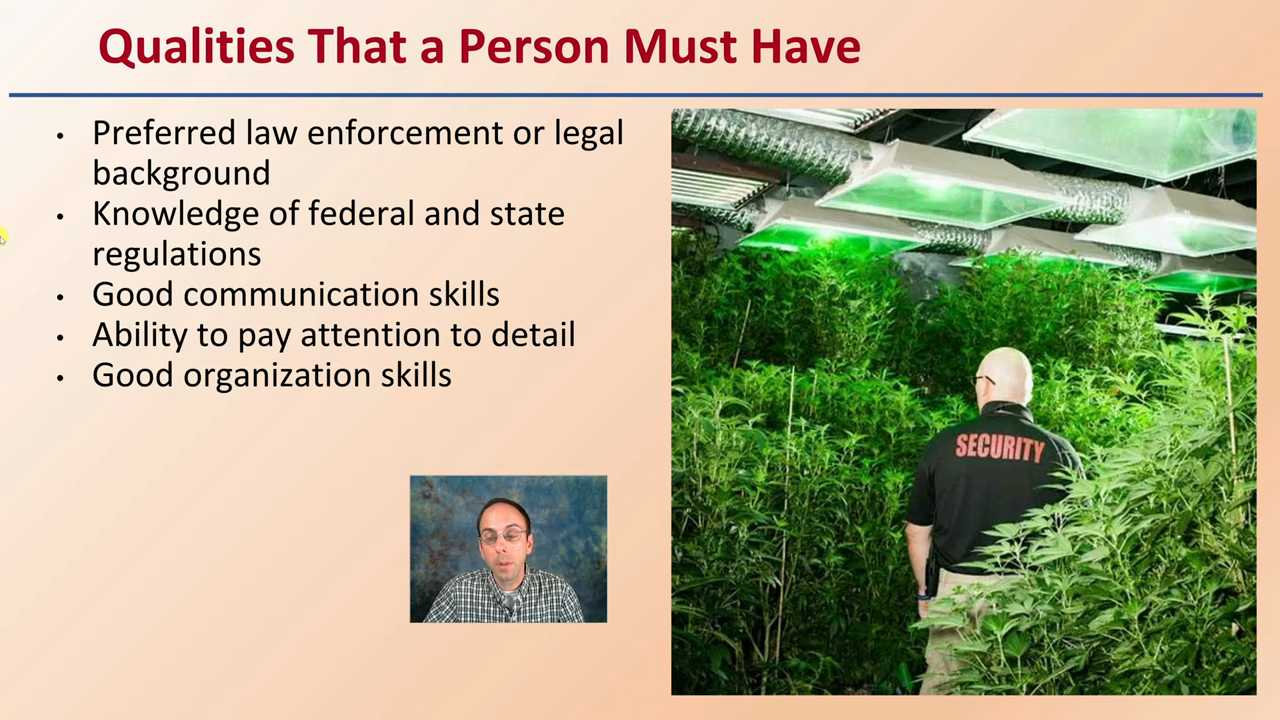 Qualities That a Person Must Have
• Preferred law enforcement or legal
background
• Knowledge of federal and state
regulations
• Good communication skills
• Ability to pay attention to detail
• Good organization skills
SECURITY